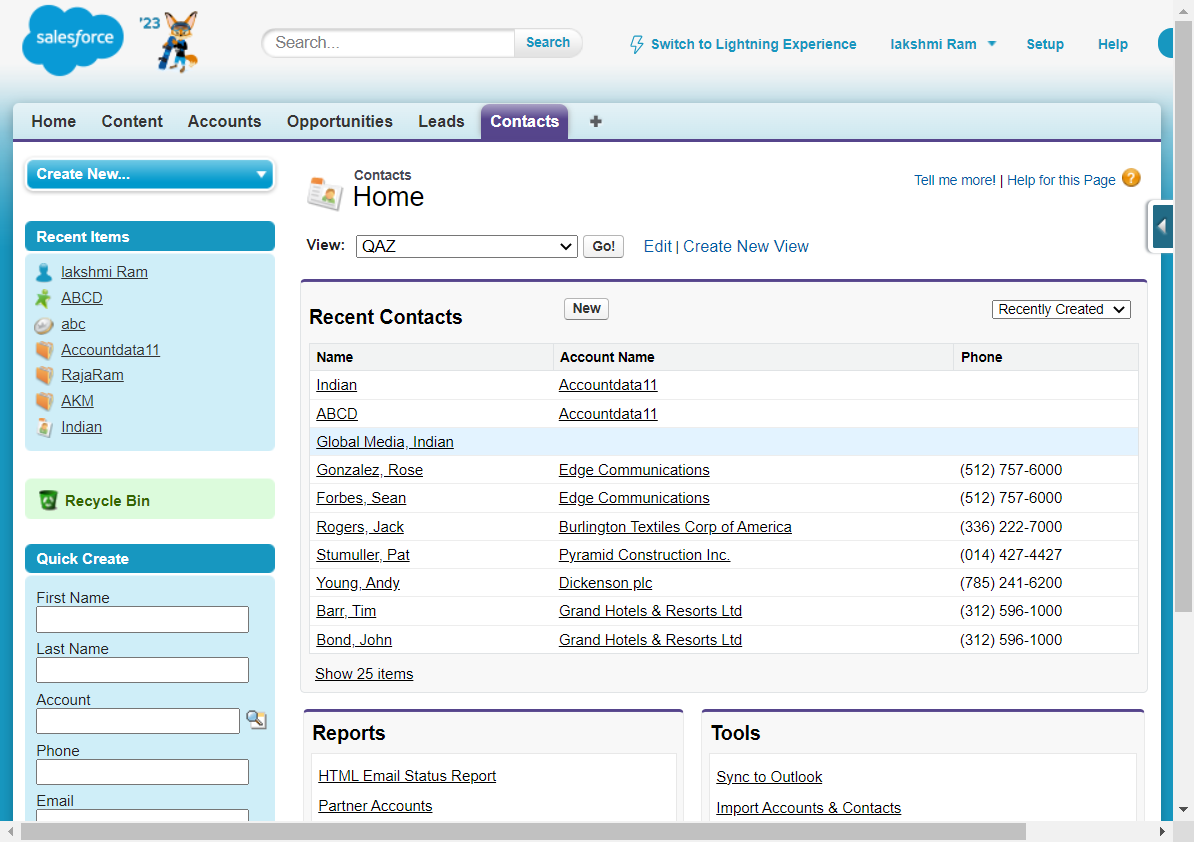 salesforce
'23
Search...
Search
Switch to Lightning Experience
lakshmi Ram
Setup
Help
Home
Content
Accounts
Opportunities
Leads
Contacts
+
Create New...
Recent Items
lakshmi Ram
ABCD
abc
Accountdata11
RajaRam
AKM
Indian
Recycle Bin
Quick Create
First Name
Last Name
Account
Phone
Email
Contacts
Home
Tell me more! | Help for this Page ?
View: QAZ Go! Edit | Create New View
Recent Contacts New Recently Created
Name Account Name Phone
Indian Accountdata11
ABCD Accountdata11
Global Media, Indian
Gonzalez, Rose Edge Communications (512) 757-6000
Forbes, Sean Edge Communications (512) 757-6000
Rogers, Jack Burlington Textiles Corp of America (336) 222-7000
Stumuller, Pat Pyramid Construction Inc. (014) 427-4427
Young, Andy Dickenson plc (785) 241-6200
Barr, Tim Grand Hotels & Resorts Ltd (312) 596-1000
Bond, John Grand Hotels & Resorts Ltd (312) 596-1000
Show 25 items
Reports
HTML Email Status Report
Partner Accounts
Tools
Sync to Outlook
Import Accounts & Contacts